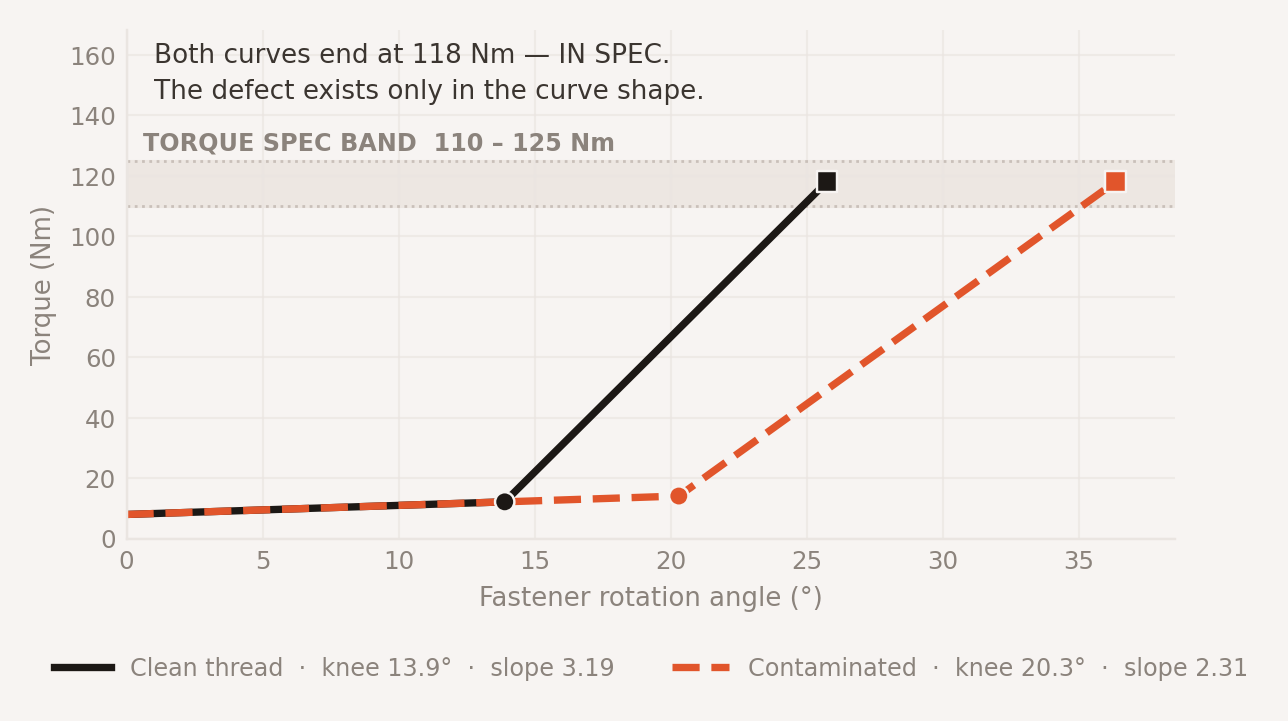 Both curves end at 118 Nm — IN SPEC.
The defect exists only in the curve shape.
TORQUE SPEC BAND 110 – 125 Nm
Torque (Nm)
160
140
120
100
80
60
40
20
0
0 5 10 15 20 25 30 35
Fastener rotation angle (°)
Clean thread · knee 13.9° · slope 3.19
Contaminated · knee 20.3° · slope 2.31